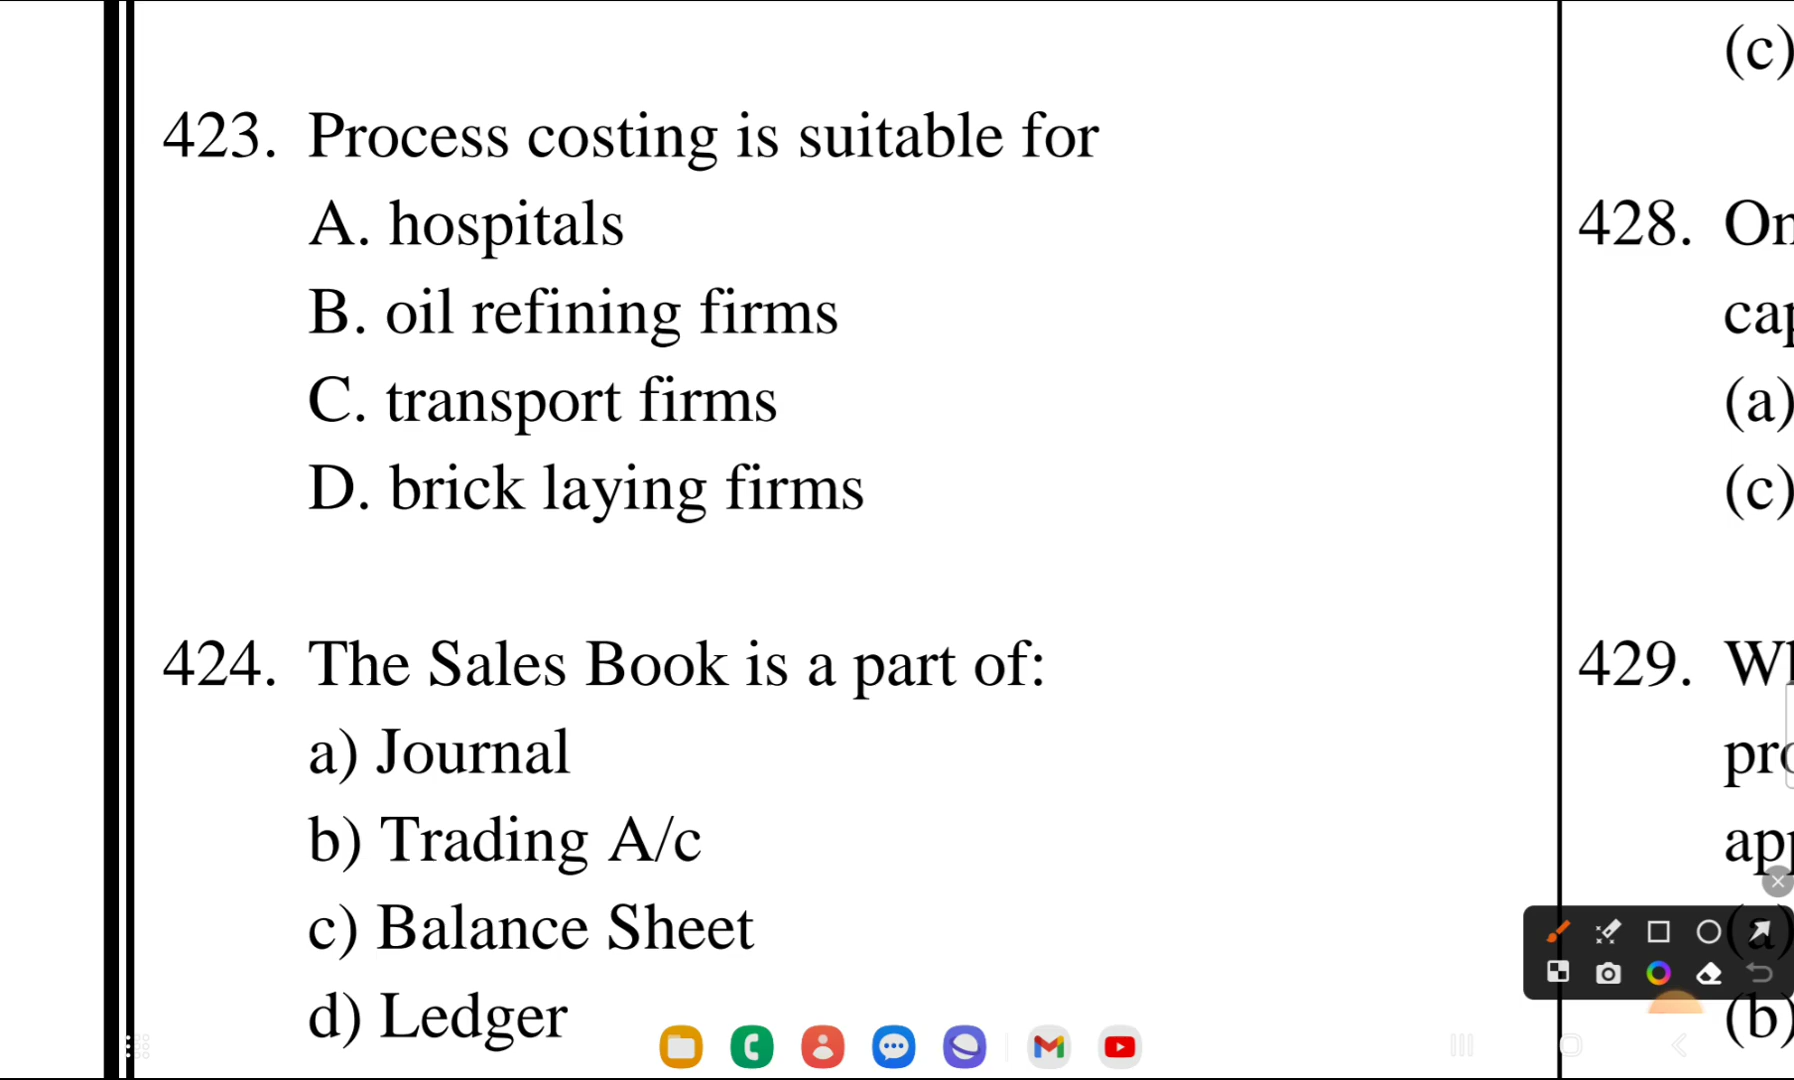 423. Process costing is suitable for
A. hospitals
B. oil refining firms
C. transport firms
D. brick laying firms
424. The Sales Book is a part of:
a) Journal
b) Trading A/c
c) Balance Sheet
d) Ledger
(c)
428.
(a)
(c)
429.
(a)
(b)